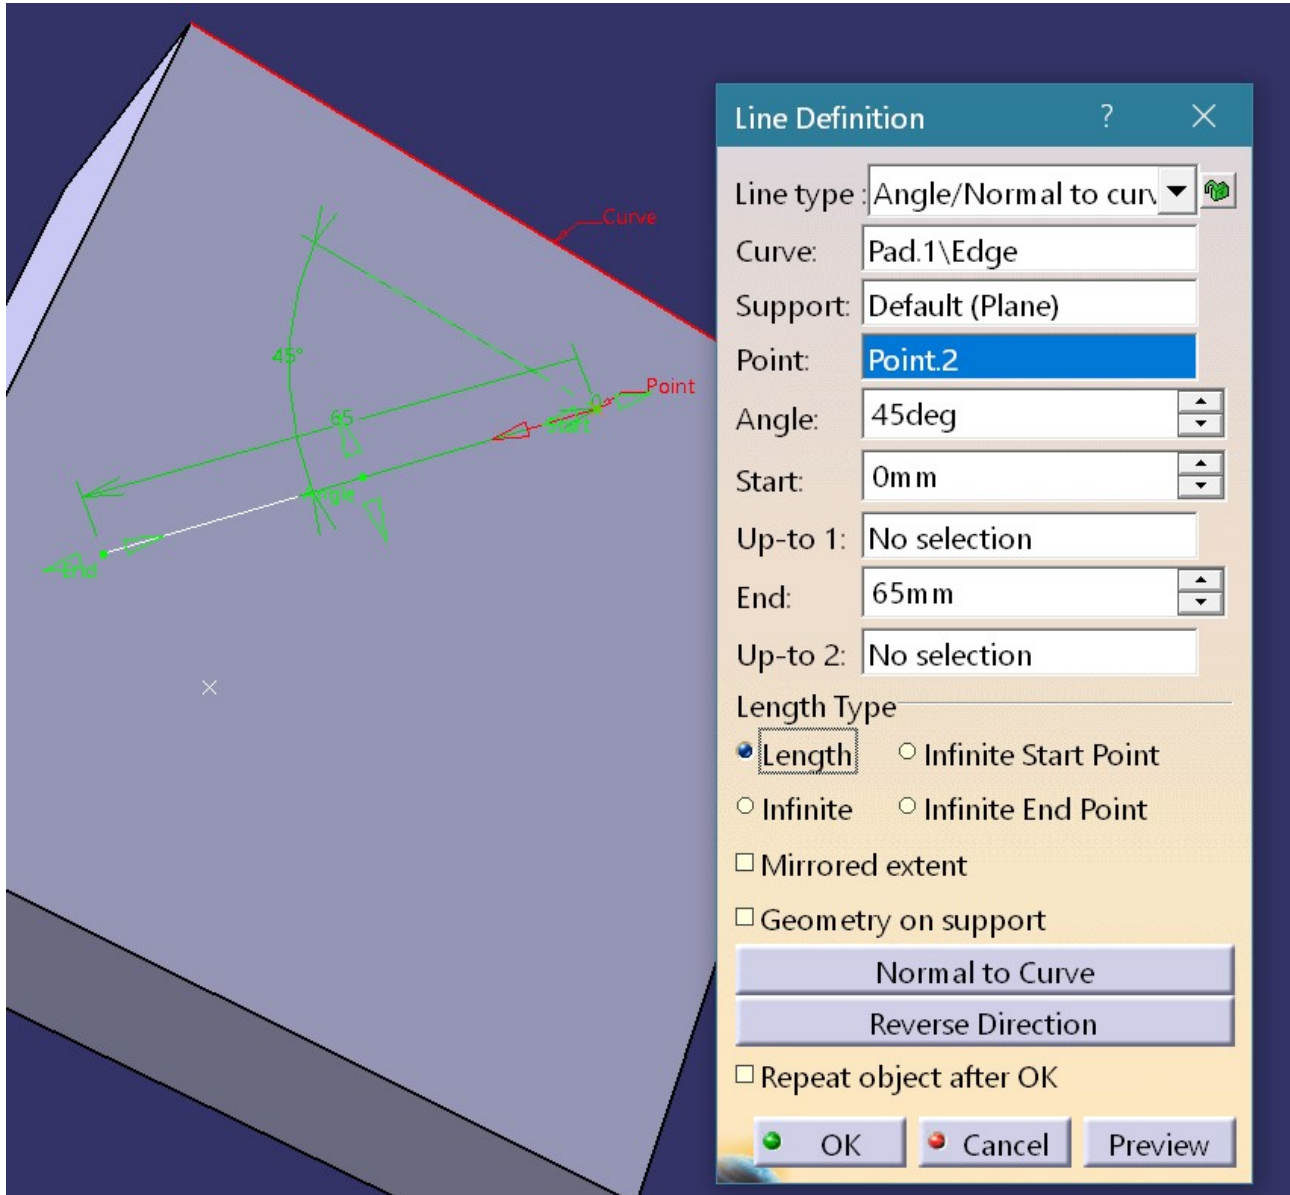 Line Definition ? ×
Line type : Angle/Normal to curv
Curve: Pad.1\Edge
Support: Default (Plane)
Point: Point.2
Angle: 45deg
Start: 0mm
Up-to 1: No selection
End: 65mm
Up-to 2: No selection
Length Type
Length Infinite Start Point
Infinite Infinite End Point
Mirrored extent
Geometry on support
Normal to Curve
Reverse Direction
Repeat object after OK
OK Cancel Preview
Curve
45°
Point
65
Start
Angle
End